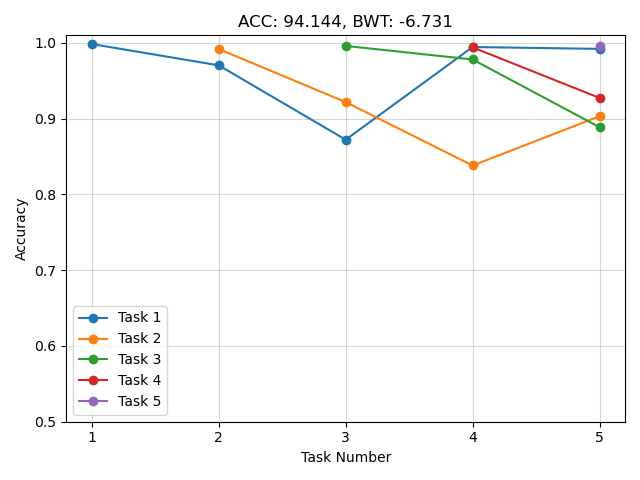 ACC: 94.144, BWT: -6.731
1.0
0.9
0.8
0.7
0.6
0.5
Accuracy
Task 1
Task 2
Task 3
Task 4
Task 5
1 2 3 4 5
Task Number